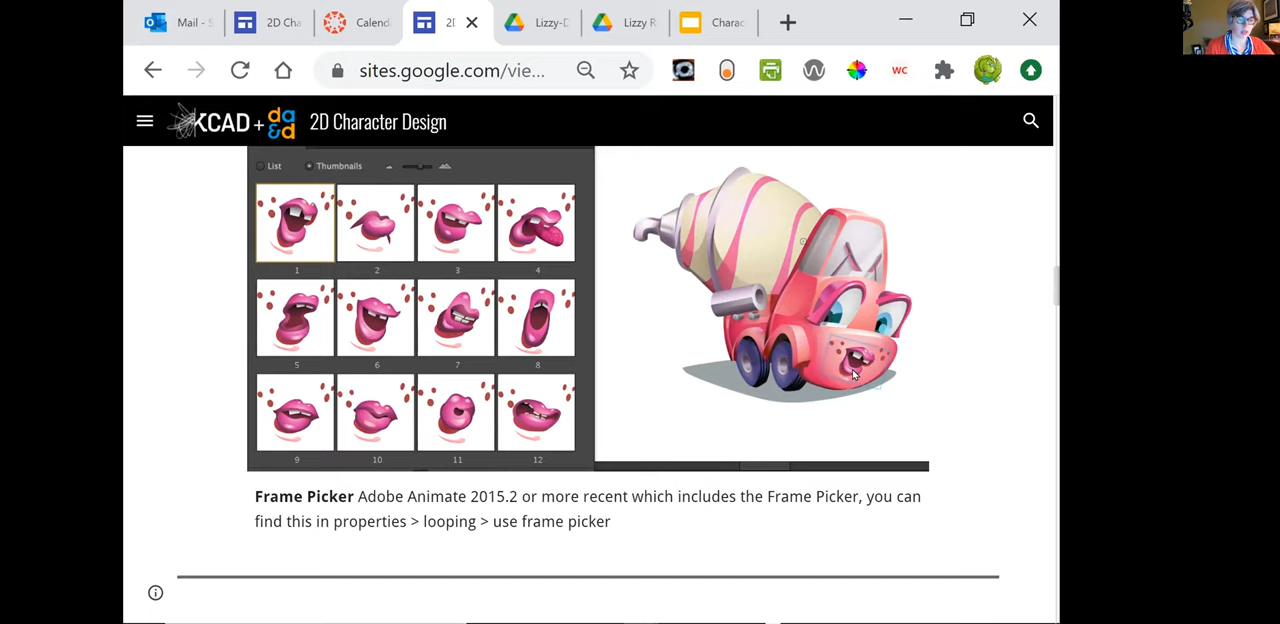 Mail - S
2D Cha
Calend
2D
Lizzy-D
Lizzy R
Charac
sites.google.com/vie...
WC
KCAD + da&d
2D Character Design
List
Thumbnails
1
2
3
4
5
6
7
8
9
10
11
12
Frame Picker Adobe Animate 2015.2 or more recent which includes the Frame Picker, you can
find this in properties > looping > use frame picker